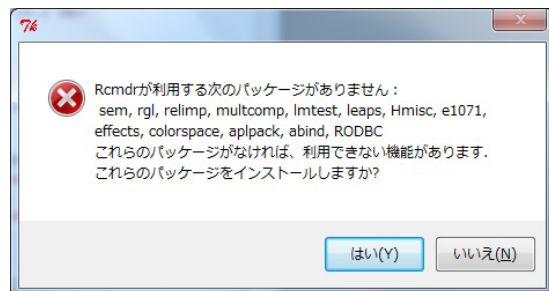 7%
Rcmdrが利用する次のパッケージがありません :
sem, rgl, relimp, multcomp, lmtest, leaps, Hmisc, e1071,
effects, colorspace, aplpack, abind, RODBC
これらのパッケージがなければ、利用できない機能があります.
これらのパッケージをインストールしますか?
はい(Y) いいえ(N)